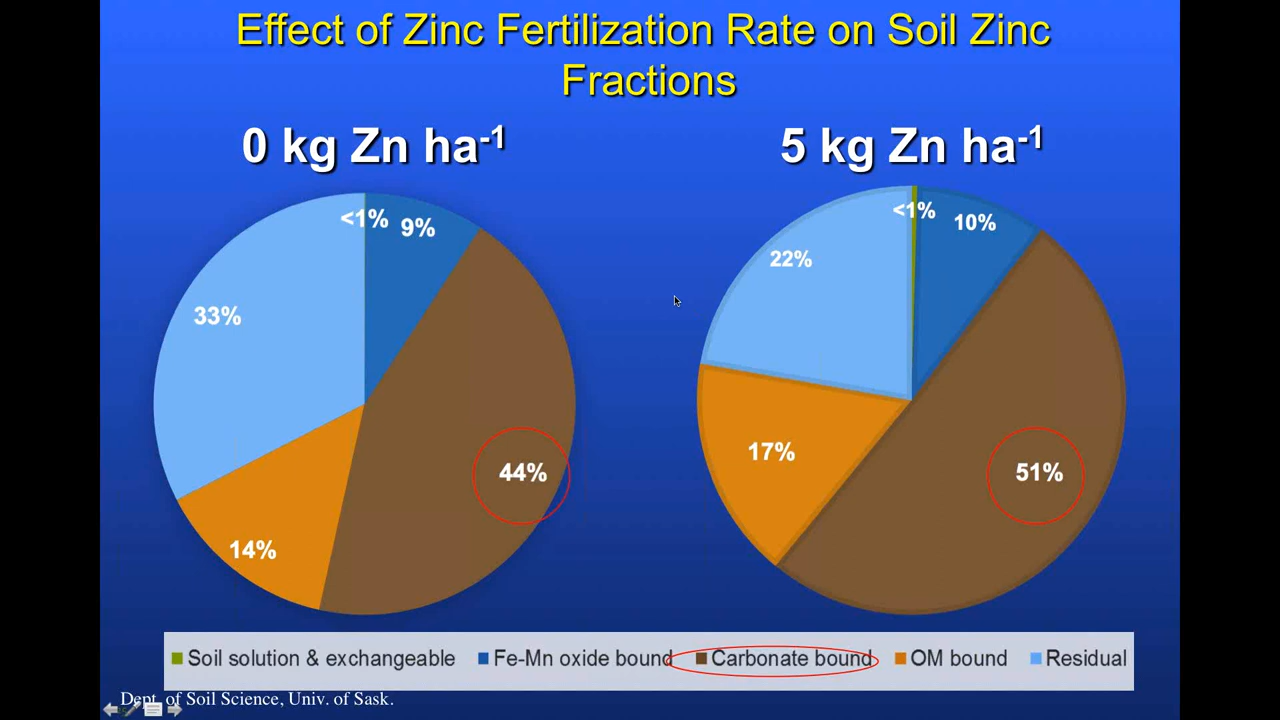 Effect of Zinc Fertilization Rate on Soil Zinc
Fractions
0 kg Zn ha⁻¹
5 kg Zn ha⁻¹
<1%
9%
44%
14%
33%
<1%
10%
51%
17%
22%
Soil solution & exchangeable
Fe-Mn oxide bound
Carbonate bound
OM bound
Residual
Dept. of Soil Science, Univ. of Sask.